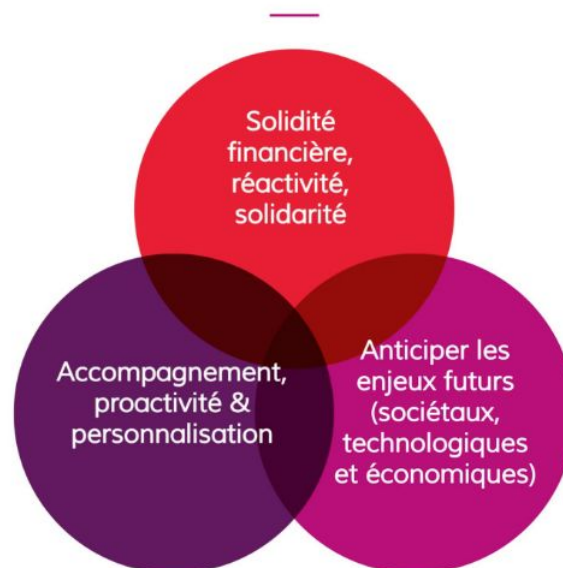 Solidité
financière,
réactivité,
solidarité
Accompagnement,
proactivité &
personnalisation
Anticiper les
enjeux futurs
(sociétaux,
technologiques
et économiques)